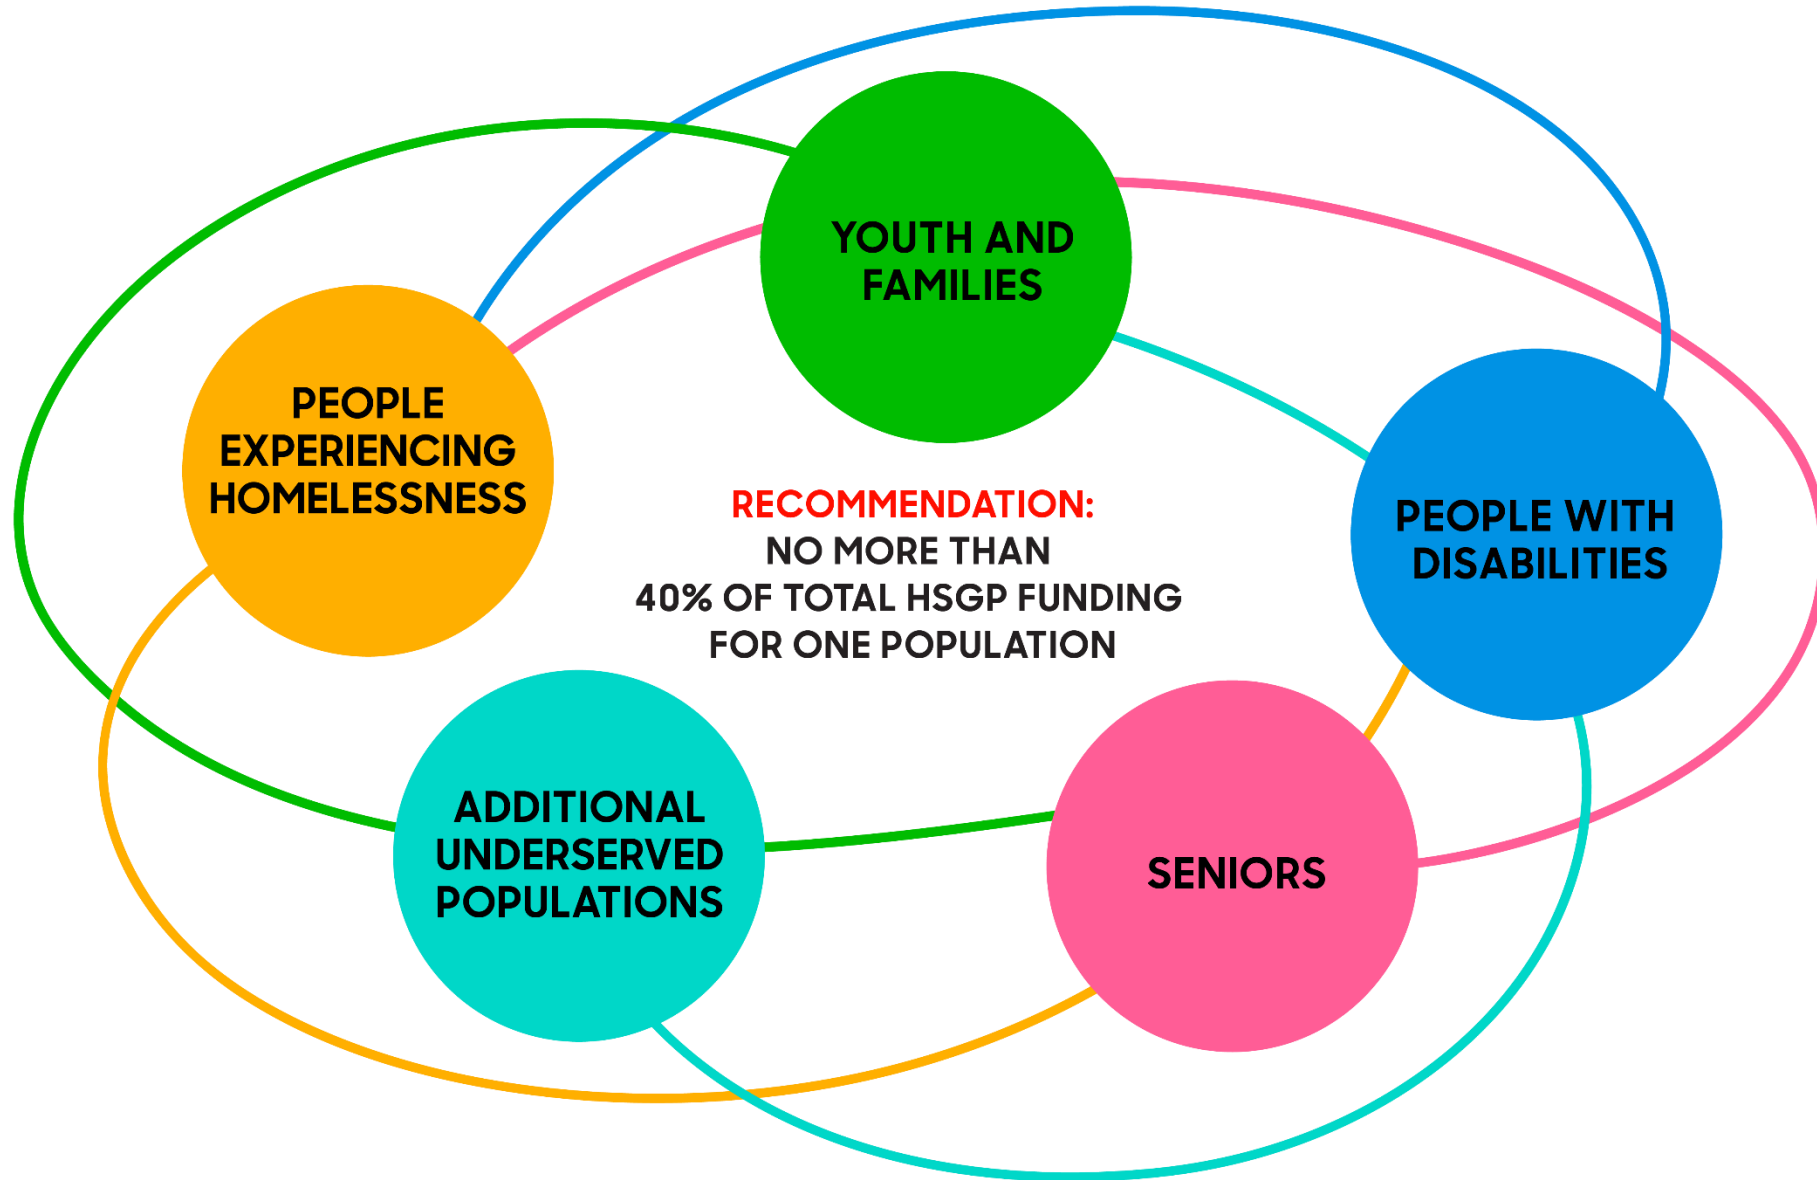 YOUTH AND
FAMILIES
PEOPLE
EXPERIENCING
HOMELESSNESS
PEOPLE WITH
DISABILITIES
RECOMMENDATION:
NO MORE THAN
40% OF TOTAL HSGP FUNDING
FOR ONE POPULATION
ADDITIONAL
UNDERSERVED
POPULATIONS
SENIORS